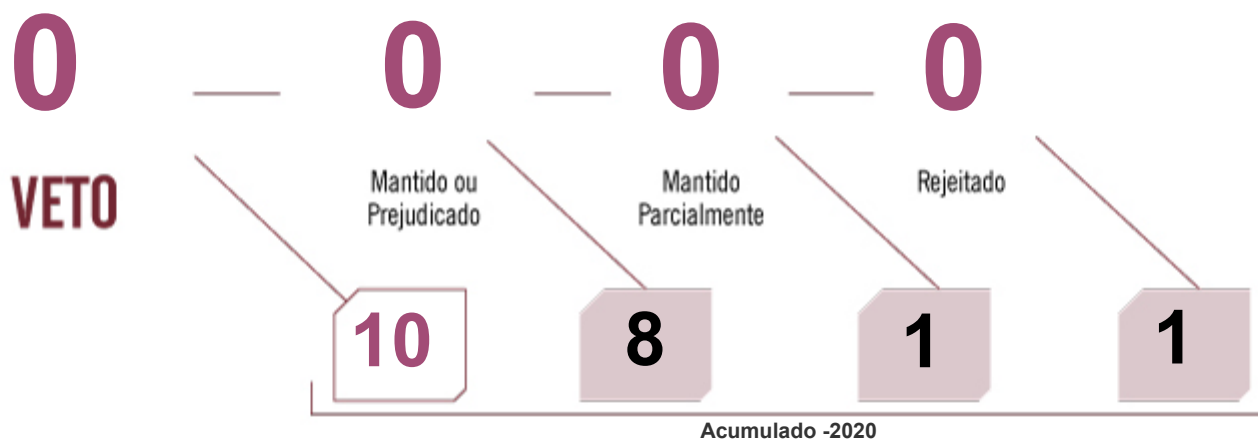 0 0 0 0
VETO
Mantido ou
Prejudicado
Mantido
Parcialmente
Rejeitado
10 8 1 1
Acumulado -2020